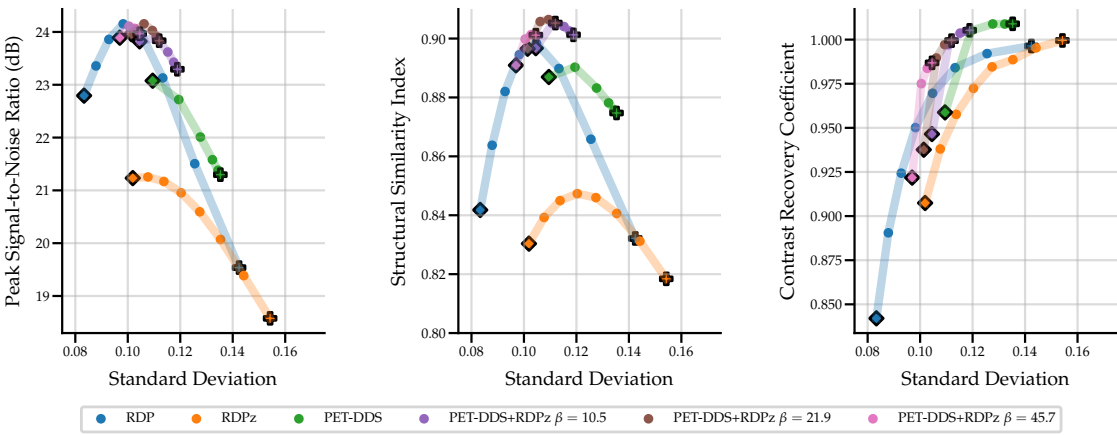 Peak Signal-to-Noise Ratio (dB)
24
23
22
21
20
19
0.08 0.10 0.12 0.14 0.16
Standard Deviation
Structural Similarity Index
0.90
0.88
0.86
0.84
0.82
0.80
0.08 0.10 0.12 0.14 0.16
Standard Deviation
Contrast Recovery Coefficient
1.000
0.975
0.950
0.925
0.900
0.875
0.850
0.08 0.10 0.12 0.14 0.16
Standard Deviation
RDP RDPz PET-DDS PET-DDS+RDPz β = 10.5 PET-DDS+RDPz β = 21.9 PET-DDS+RDPz β = 45.7